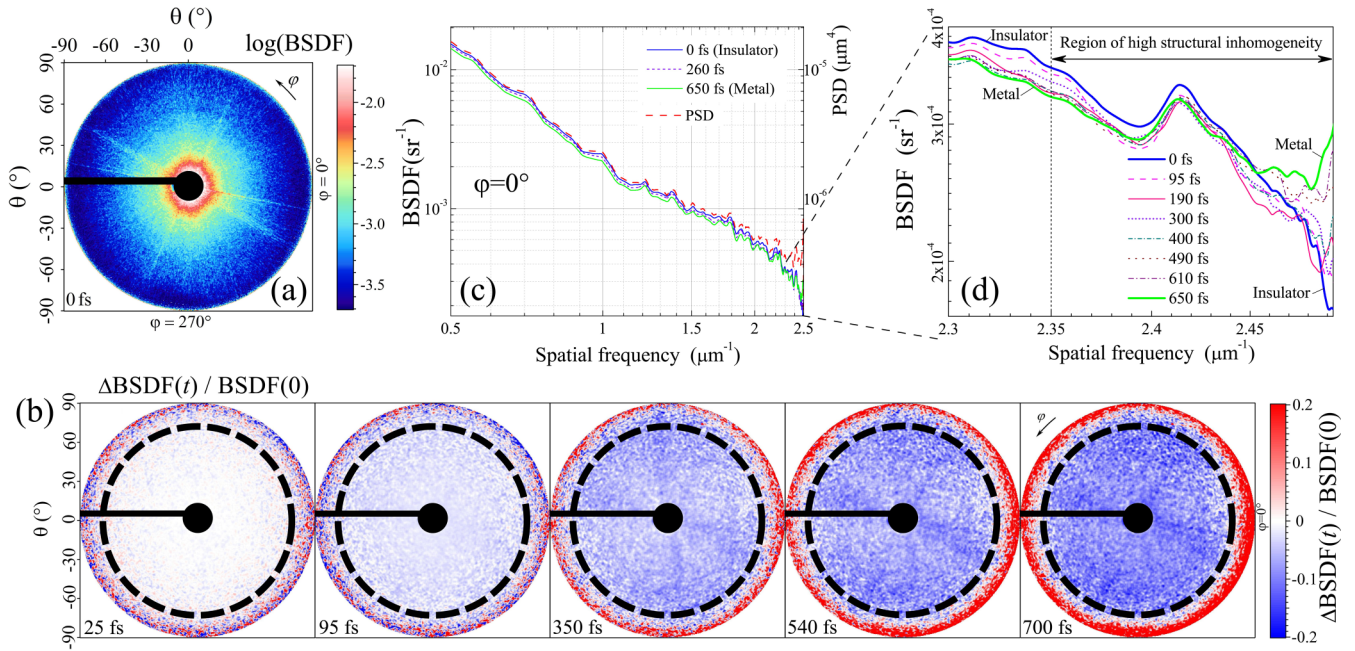 θ (°)
-90 -60 -30 0
log(BSDF)
90
60
30
0
30
-60
-90
θ (°)
φ
φ = 0°
φ = 270°
0 fs
(a)
-2.0
-2.5
-3.0
-3.5
10⁻²
10⁻³
BSDF(sr⁻¹)
0 fs (Insulator)
260 fs
650 fs (Metal)
PSD
φ=0°
(c)
10⁻⁵
10⁻⁶
PSD (μm⁴)
0.5 1 1.5 2 2.5
Spatial frequency (μm⁻¹)
4x10⁻⁴
3x10⁻⁴
2x10⁻⁴
BSDF (sr⁻¹)
Insulator
Region of high structural inhomogeneity
Metal
0 fs
95 fs
190 fs
300 fs
400 fs
490 fs
610 fs
650 fs
Metal
Insulator
(d)
2.3 2.35 2.4 2.45
Spatial frequency (μm⁻¹)
ΔBSDF(t) / BSDF(0)
(b)
90
60
30
0
-30
-60
-90
θ (°)
25 fs
95 fs
350 fs
540 fs
700 fs
φ
φ=0°
0.2
0.1
0
-0.1
-0.2
ΔBSDF(t) / BSDF(0)